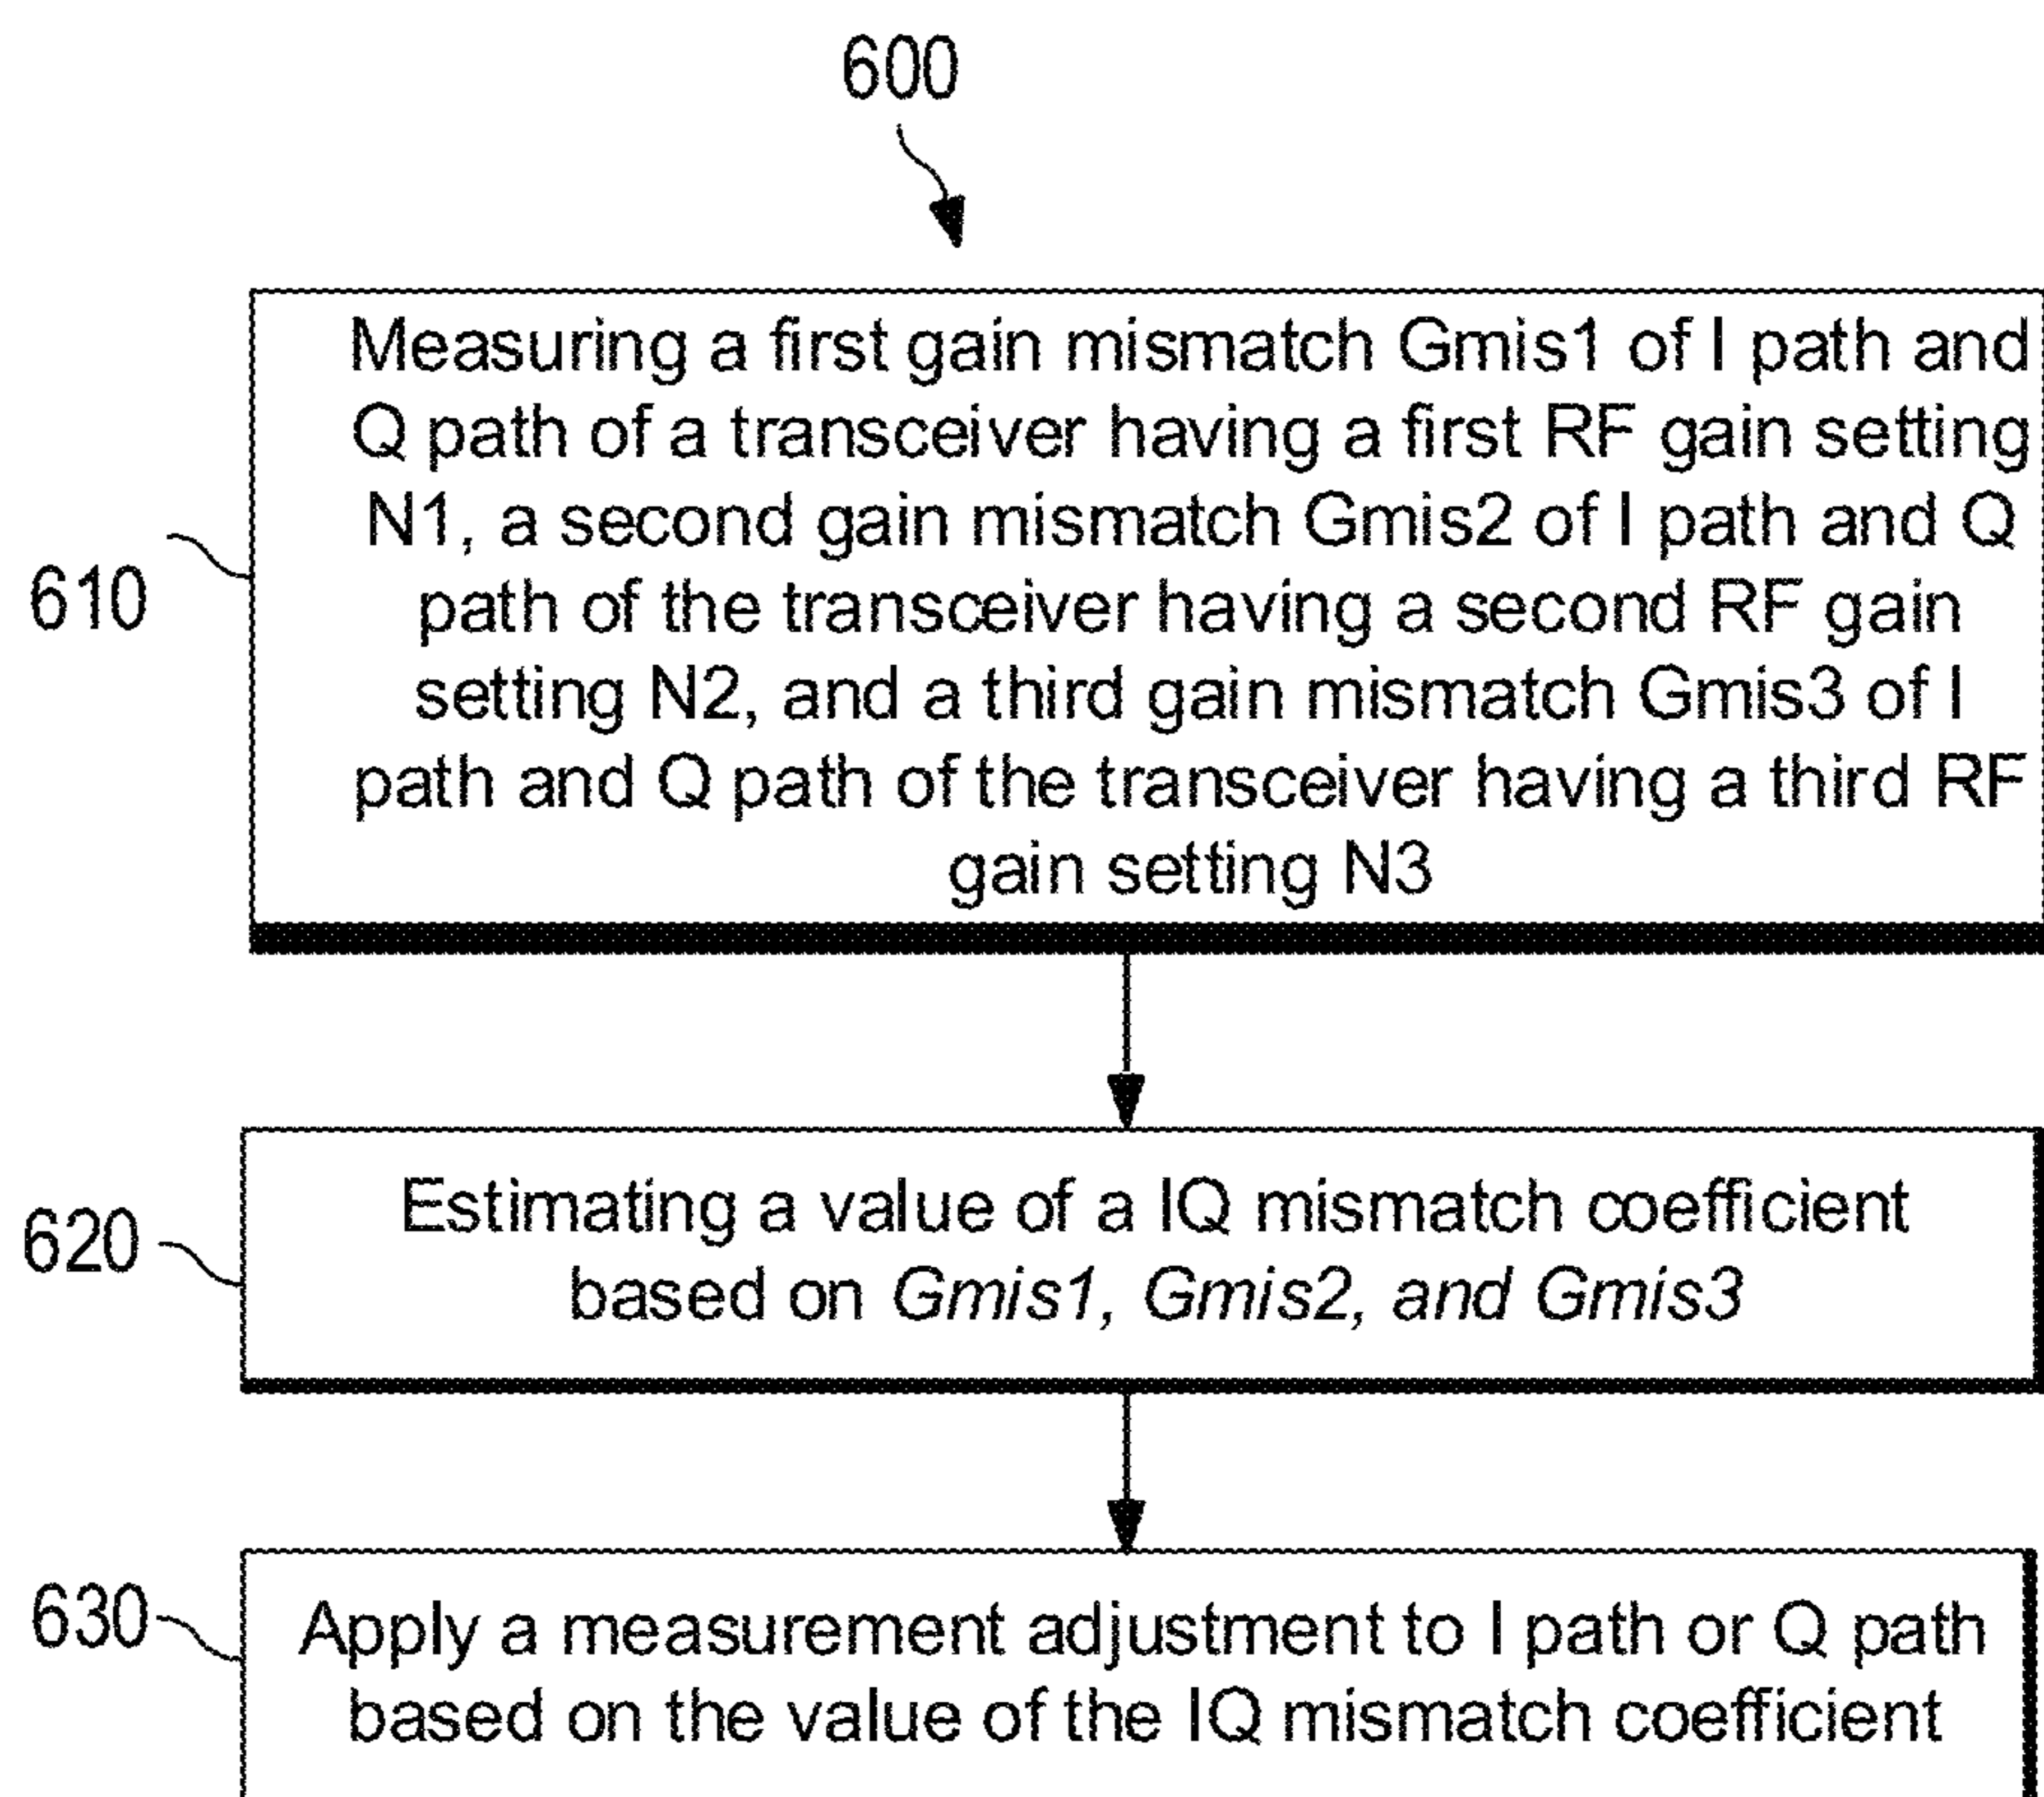 600
Measuring a first gain mismatch Gmis1 of I path and
Q path of a transceiver having a first RF gain setting
N1, a second gain mismatch Gmis2 of I path and Q
path of the transceiver having a second RF gain
setting N2, and a third gain mismatch Gmis3 of I
path and Q path of the transceiver having a third RF
gain setting N3
610
Estimating a value of a IQ mismatch coefficient
based on Gmis1, Gmis2, and Gmis3
620
Apply a measurement adjustment to I path or Q path
based on the value of the IQ mismatch coefficient
630